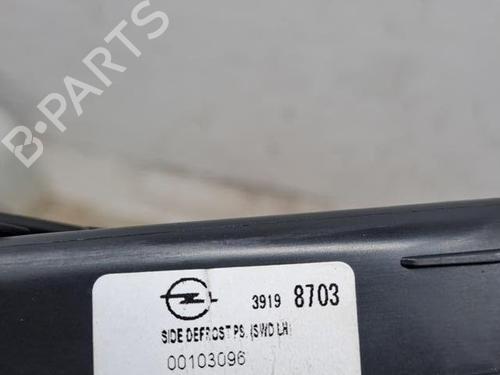 B-PARTS
3919 8703
SIDE DEFROST PS. (SWD LH)
00103096